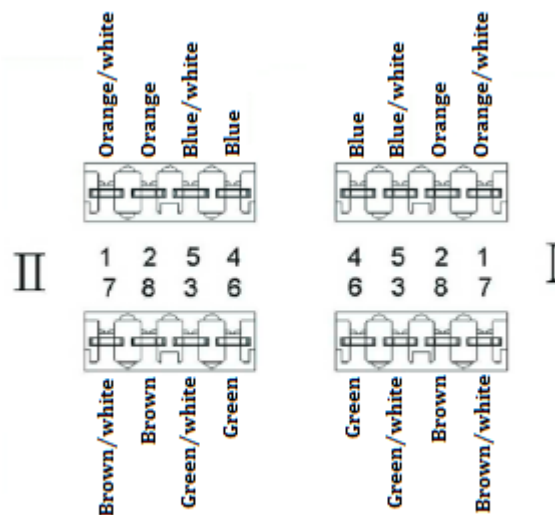 Orange/white Orange Blue/white Blue
Blue Blue/white Orange Orange/white
II
1 2 5 4
7 8 3 6
4 5 2 1
6 3 8 7
Brown/white Brown Green/white Green
Green Green/white Brown Brown/white